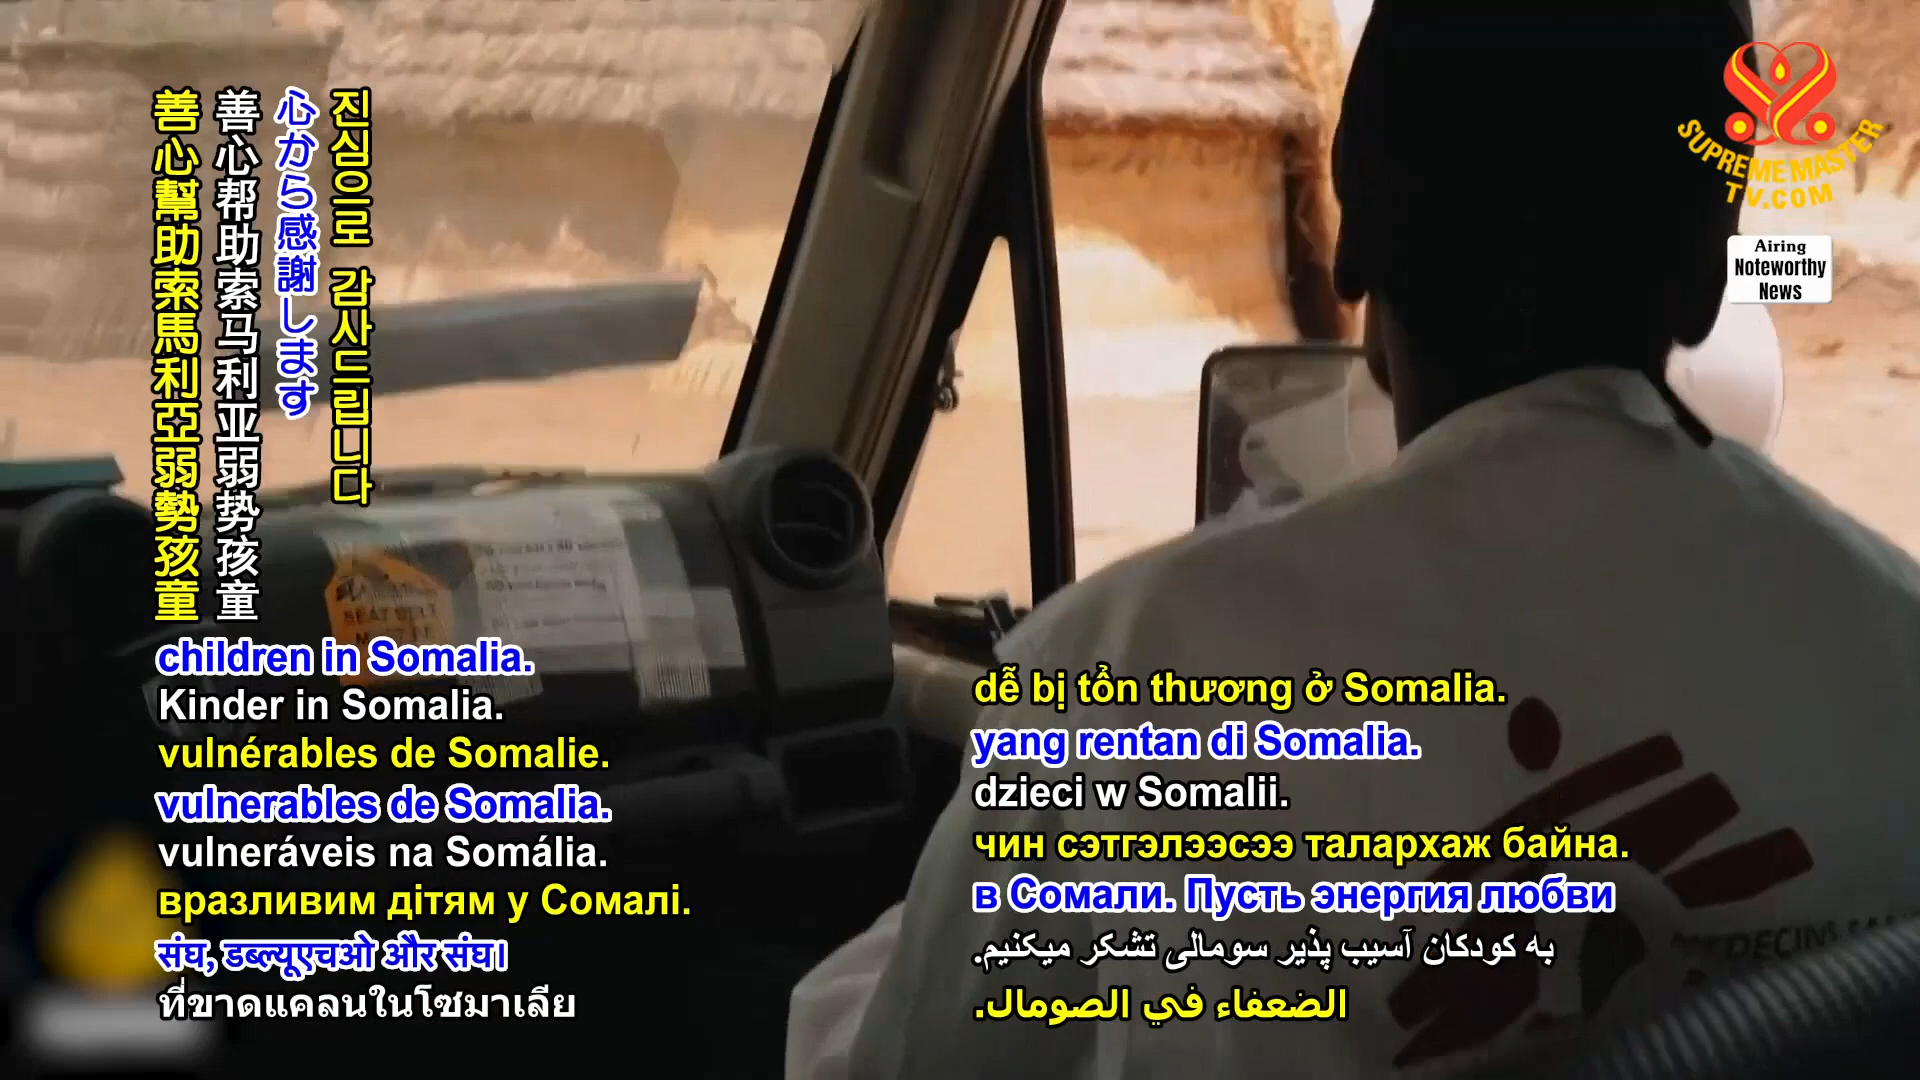 진심으로 감사드립니다
心から感謝します
善心帮助索马利亚弱势孩童
善心幫助索馬利亞弱勢孩童
children in Somalia.
Kinder in Somalia.
vulnérables de Somalie.
vulnerables de Somalia.
vulneráveis na Somália.
вразливим дітям у Сомалі.
संघ, डब्ल्यूएचओ और संघ।
ที่ขาดแคลนในโซมาเลีย
dễ bị tổn thương ở Somalia.
yang rentan di Somalia.
dzieci w Somalii.
чин сэтгэлээсээ талархаж байна.
в Сомали. Пусть энергия любви
به کودکان آسیب پذیر سومالی تشکر میکنیم.
الضعفاء في الصومال.
SUPREME MASTER
TV.COM
Airing
Noteworthy
News
SEAT BELT